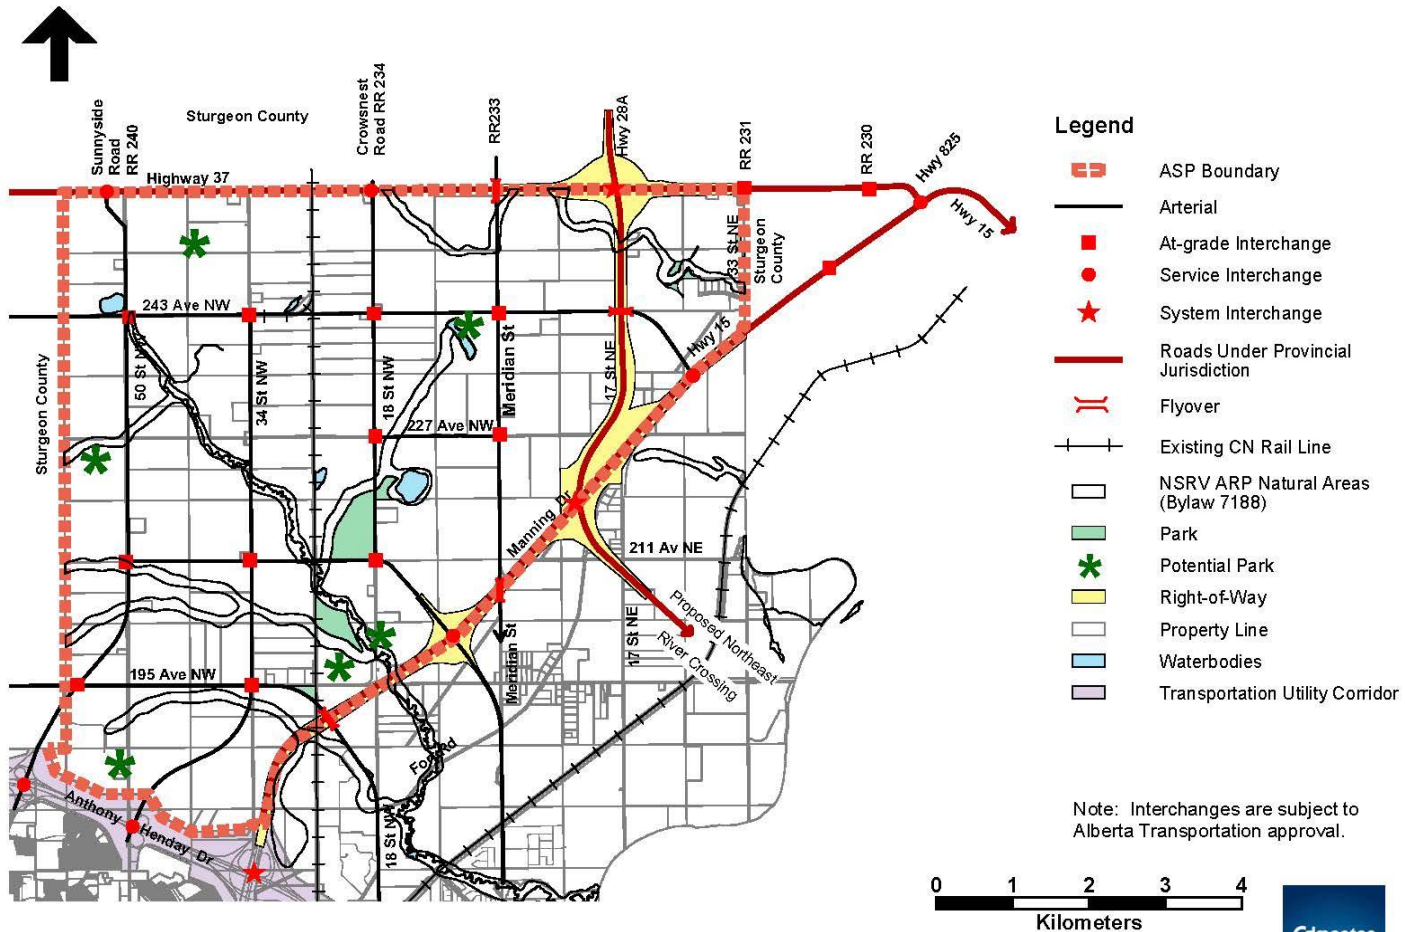 Sturgeon County
Sunnyside
Road
RR 240
Crowsnest
Road RR 234
RR233
Hwy 28A
RR 231
RR 230
Hwy 825
Hwy 15
Highway 37
33 St NE
Sturgeon
County
243 Ave NW
Hwy 15
Sturgeon County
50 St
34 St NW
18 St NW
Meridian St
17 St NE
227 Ave NW
Manning Dr
211 Av NE
Proposed Northeast
River Crossing
17 St NE
Meridian St
195 Ave NW
Anthony Henday Dr
18 St NW
Legend
ASP Boundary
Arterial
At-grade Interchange
Service Interchange
System Interchange
Roads Under Provincial
Jurisdiction
Flyover
Existing CN Rail Line
NSRV ARP Natural Areas
(Bylaw 7188)
Park
Potential Park
Right-of-Way
Property Line
Waterbodies
Transportation Utility Corridor
Note: Interchanges are subject to
Alberta Transportation approval.
0 1 2 3 4
Kilometers